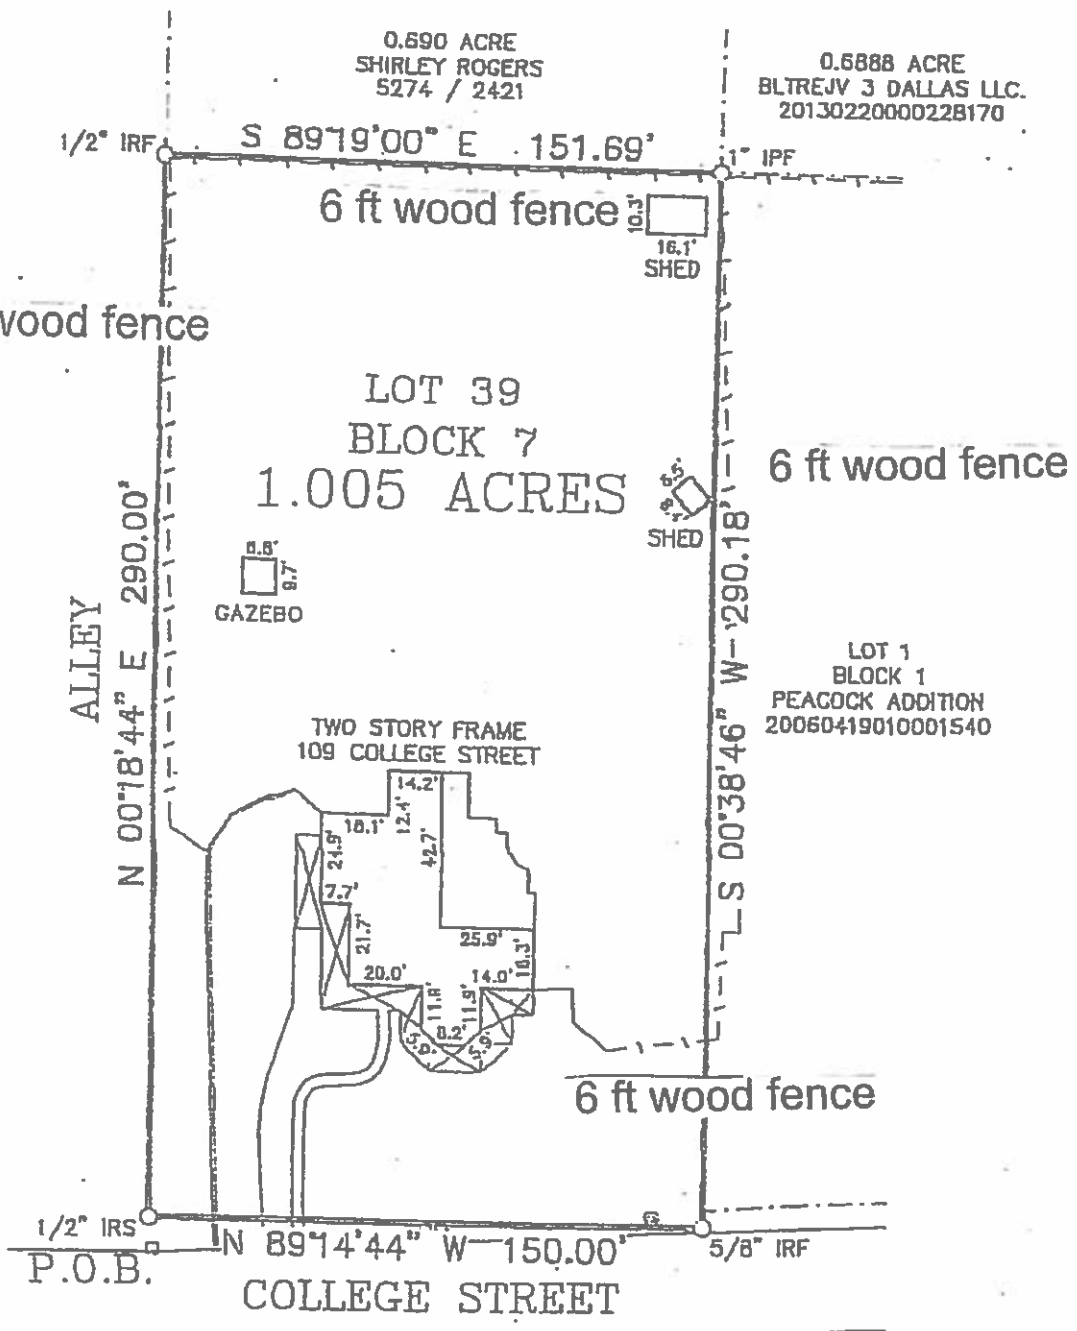 0.690 ACRE
SHIRLEY ROGERS
5274 / 2421
0.6888 ACRE
BLTREJV 3 DALLAS LLC.
20130220000228170
1/2" IRF
S 89°19'00" E 151.69'
1" IPF
6 ft wood fence
10.3'
16.1'
SHED
wood fence
LOT 39
BLOCK 7
1.005 ACRES
6 ft wood fence
SHED
9.7'
GAZEBO
ALLEY
N 00°18'44" E 290.00'
S 00°38'46" W 290.18'
LOT 1
BLOCK 1
PEACOCK ADDITION
20060419010001540
TWO STORY FRAME
109 COLLEGE STREET
14.2'
12.4'
18.1'
42.7'
24.9'
7.7'
21.7'
25.9'
20.0'
14.0'
11.9'
8.2'
5.9'
6 ft wood fence
1/2" IRS
P.O.B.
N 89°14'44" W 150.00'
5/8" IRF
COLLEGE STREET